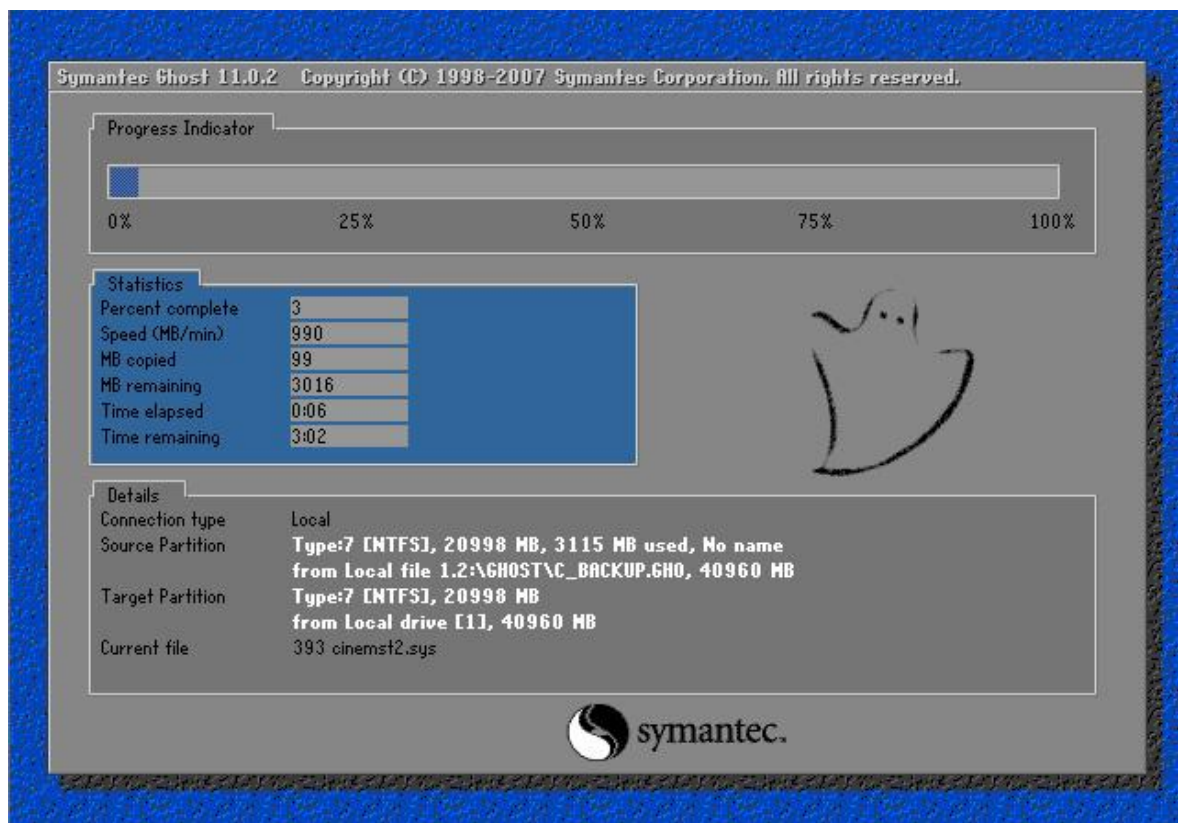 Symantec Ghost 11.0.2   Copyright (C) 1998-2007 Symantec Corporation. All rights reserved.
Progress Indicator
0% 25% 50% 75% 100%
Statistics
Percent complete 3
Speed (MB/min) 990
MB copied 99
MB remaining 3016
Time elapsed 0:06
Time remaining 3:02
Details
Connection type Local
Source Partition Type:7 [NTFS], 20998 MB, 3115 MB used, No name
from Local file 1.2:\GHOST\C_BACKUP.GHO, 40960 MB
Target Partition Type:7 [NTFS], 20998 MB
from Local drive [1], 40960 MB
Current file 393 cinemst2.sys
symantec.